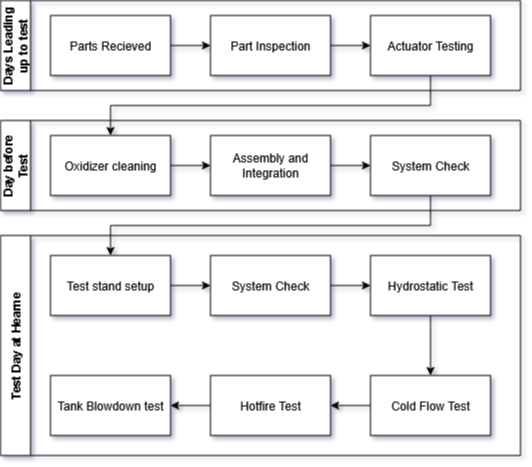 Days Leading
up to test
Parts Recieved
Part Inspection
Actuator Testing
Day before
Test
Oxidizer cleaning
Assembly and
Integration
System Check
Test Day at Hearne
Test stand setup
System Check
Hydrostatic Test
Tank Blowdown test
Hotfire Test
Cold Flow Test